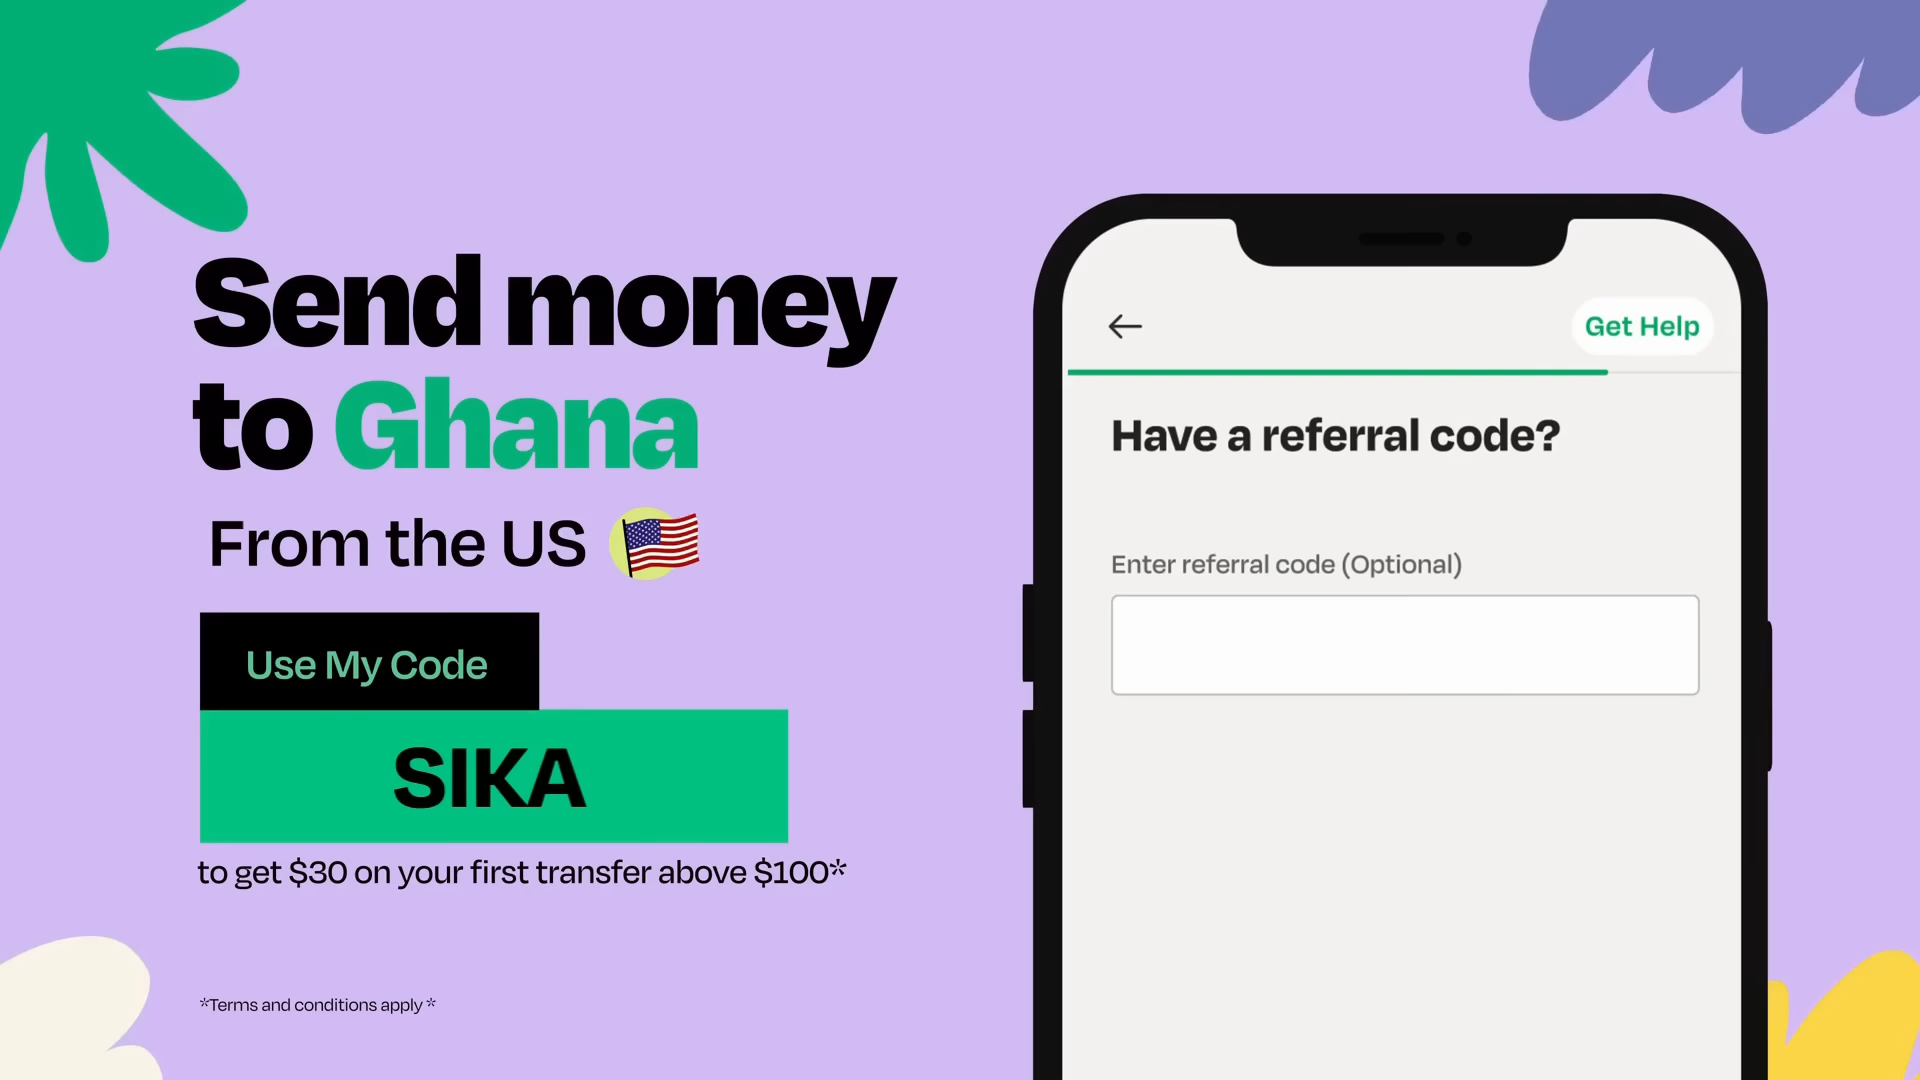 Send money
to Ghana
From the US
Use My Code
SIKA
to get $30 on your first transfer above $100*
*Terms and conditions apply *
Get Help
Have a referral code?
Enter referral code (Optional)